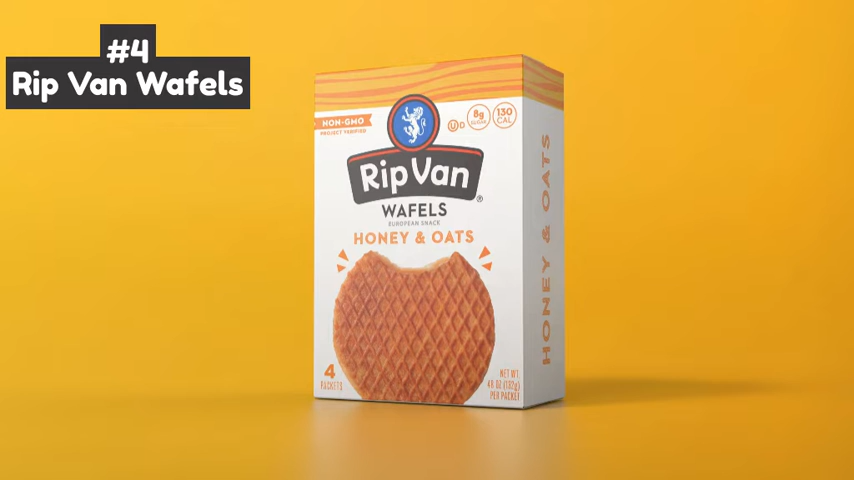 #4
Rip Van Wafels
NON-GMO
PROJECT VERIFIED
U D
8g
SUGAR
130
CAL
Rip Van
®
WAFELS
EUROPEAN SNACK
HONEY & OATS
4
PACKETS
NET WT.
PER PACKET
HONEY & OATS